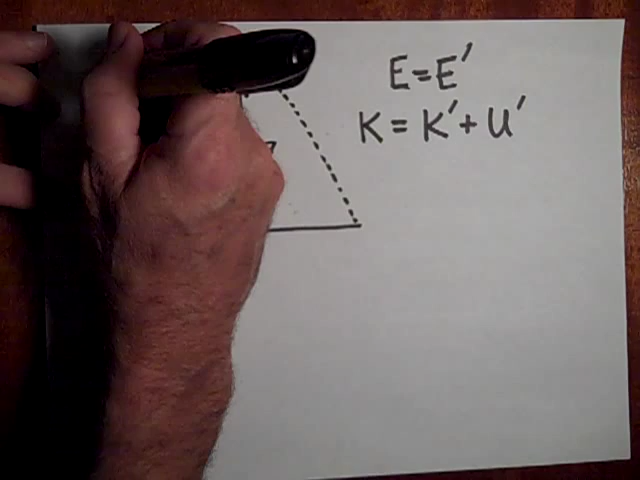 E = E'
K = K' + U'